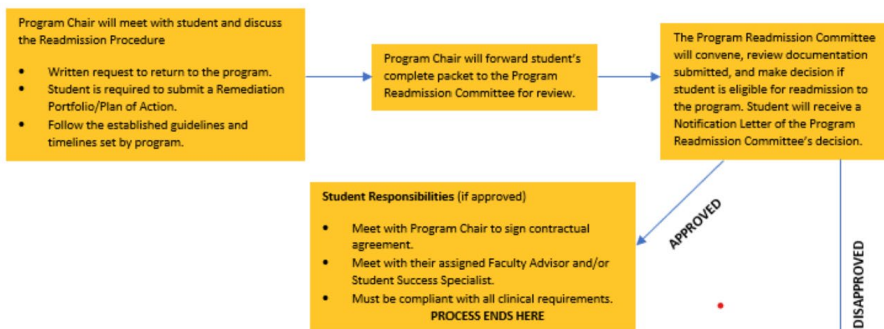 Program Chair will meet with student and discuss
the Readmission Procedure
• Written request to return to the program.
• Student is required to submit a Remediation
Portfolio/Plan of Action.
• Follow the established guidelines and
timelines set by program.
Program Chair will forward student's
complete packet to the Program
Readmission Committee for review.
The Program Readmission Committee
will convene, review documentation
submitted, and make decision if
student is eligible for readmission to
the program. Student will receive a
Notification Letter of the Program
Readmission Committee's decision.
Student Responsibilities (if approved)
• Meet with Program Chair to sign contractual
agreement.
• Meet with their assigned Faculty Advisor and/or
Student Success Specialist.
• Must be compliant with all clinical requirements.
PROCESS ENDS HERE
APPROVED
DISAPPROVED